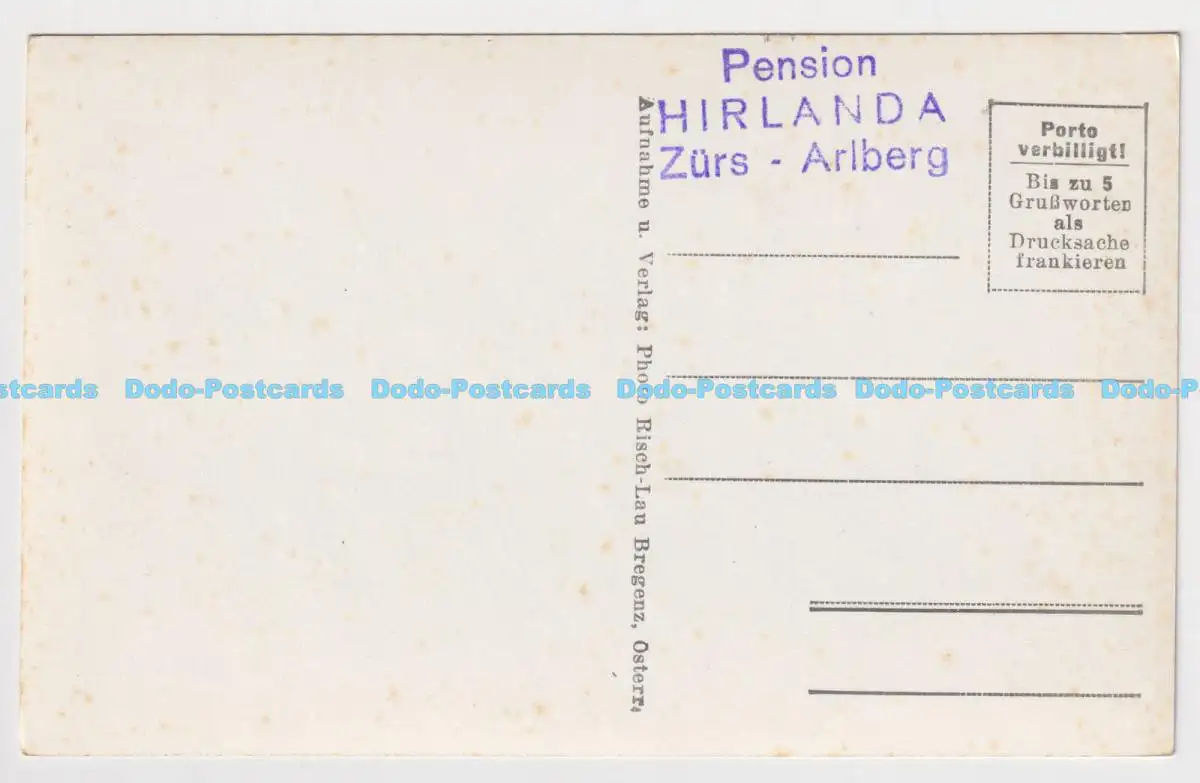 Pension
HIRLANDA
Zürs - Arlberg
Porto
verbilligt!
Bis zu 5
Grußworten
als
Drucksache
frankieren
Aufnahme u. Verlag: Photo Risch-Lau Bregenz, Österr.
stcards Dodo-Postcards Dodo-Postcards Dodo-Postcards Dodo-Postcards Dodo-P